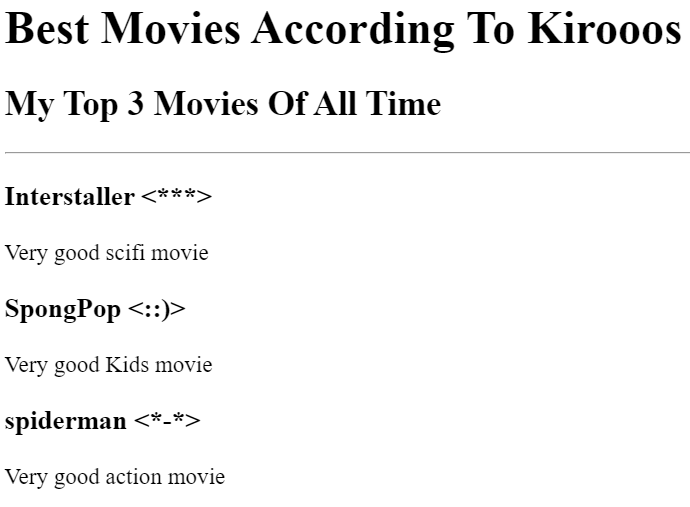 Best Movies According To Kirooos
My Top 3 Movies Of All Time
Interstaller <***>
Very good scifi movie
SpongPop <::)>
Very good Kids movie
spiderman <*-*>
Very good action movie